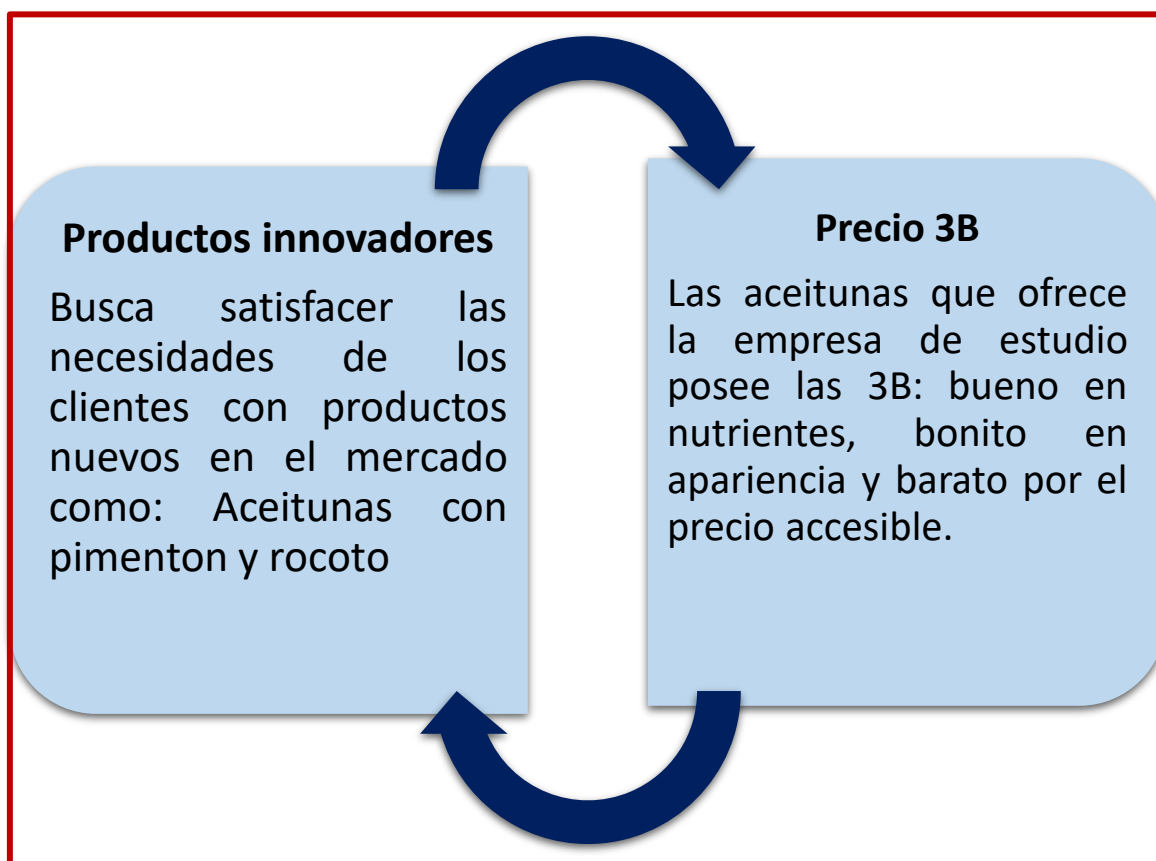 Productos innovadores
Busca satisfacer las
necesidades de los
clientes con productos
nuevos en el mercado
como: Aceitunas con
pimenton y rocoto
Precio 3B
Las aceitunas que ofrece
la empresa de estudio
posee las 3B: bueno en
nutrientes, bonito en
apariencia y barato por el
precio accesible.